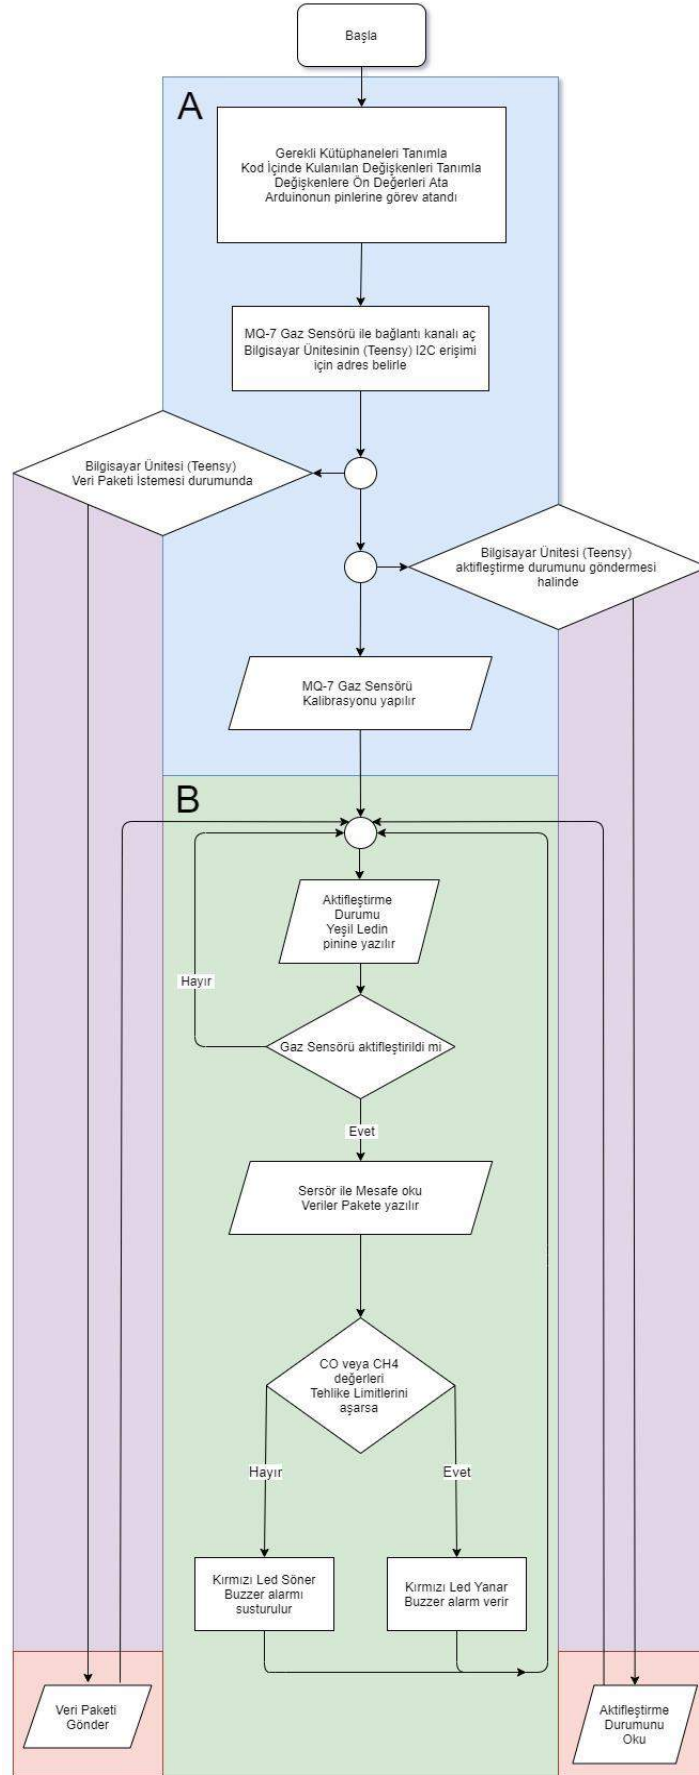 Başla
A
Gerekli Kütüphaneleri Tanımla
Kod İçinde Kulanılan Değişkenleri Tanımla
Değişkenlere Ön Değerleri Ata
Arduinonun pinlerine görev atandı
MQ-7 Gaz Sensörü ile bağlantı kanalı aç
Bilgisayar Ünitesinin (Teensy) I2C erişimi
için adres belirle
Bilgisayar Ünitesi (Teensy)
Veri Paketi İstemesi durumunda
Bilgisayar Ünitesi (Teensy)
aktifleştirme durumunu göndermesi
halinde
MQ-7 Gaz Sensörü
Kalibrasyonu yapılır
B
Aktifleştirme
Durumu
Yeşil Ledin
pinine yazılır
Hayır
Gaz Sensörü aktifleştirildi mi
Evet
Sersör ile Mesafe oku
Veriler Pakete yazılır
CO veya CH4
değerleri
Tehlike Limitlerini
aşarsa
Hayır
Evet
Kırmızı Led Söner
Buzzer alarmı
susturulur
Kırmızı Led Yanar
Buzzer alarm verir
Veri Paketi
Gönder
Aktifleştirme
Durumunu
Oku